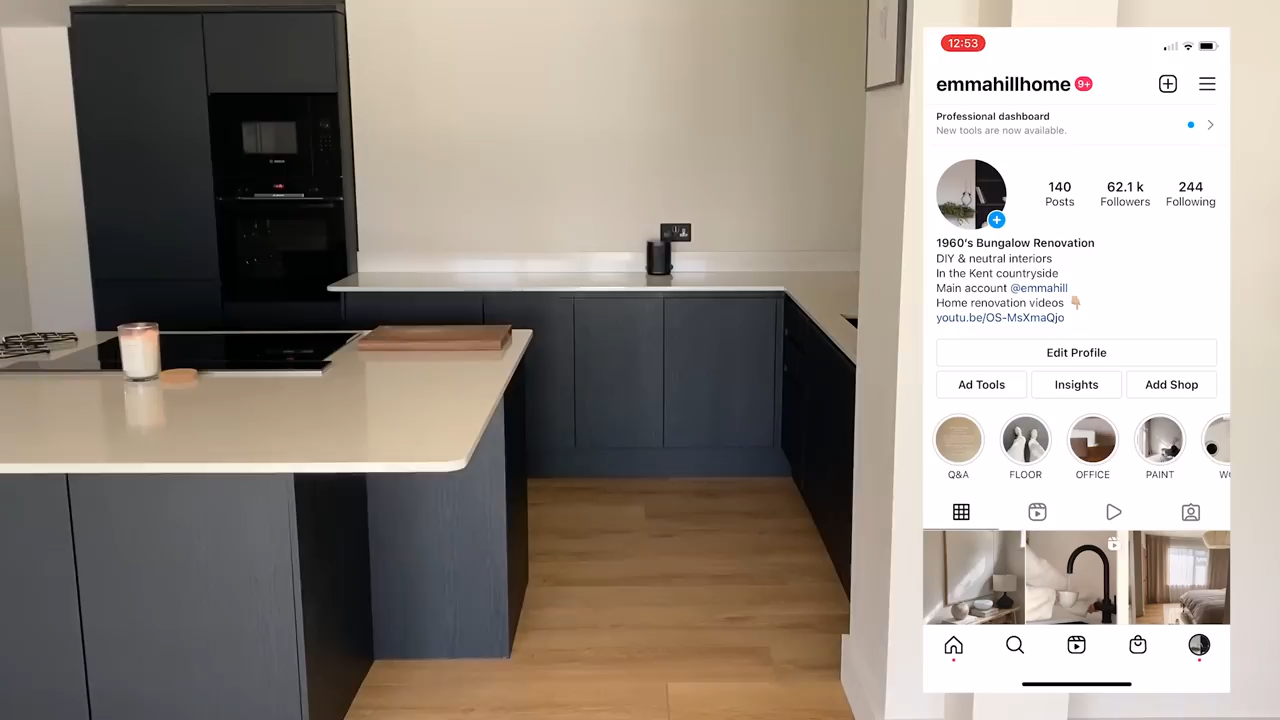 12:53
emmahillhome 9+
Professional dashboard
New tools are now available.
140 62.1 k 244
Posts Followers Following
1960's Bungalow Renovation
DIY & neutral interiors
In the Kent countryside
Main account @emmahill
Home renovation videos 👇🏼
youtu.be/OS-MsXmaQjo
Edit Profile
Ad Tools Insights Add Shop
Q&A FLOOR OFFICE PAINT WO